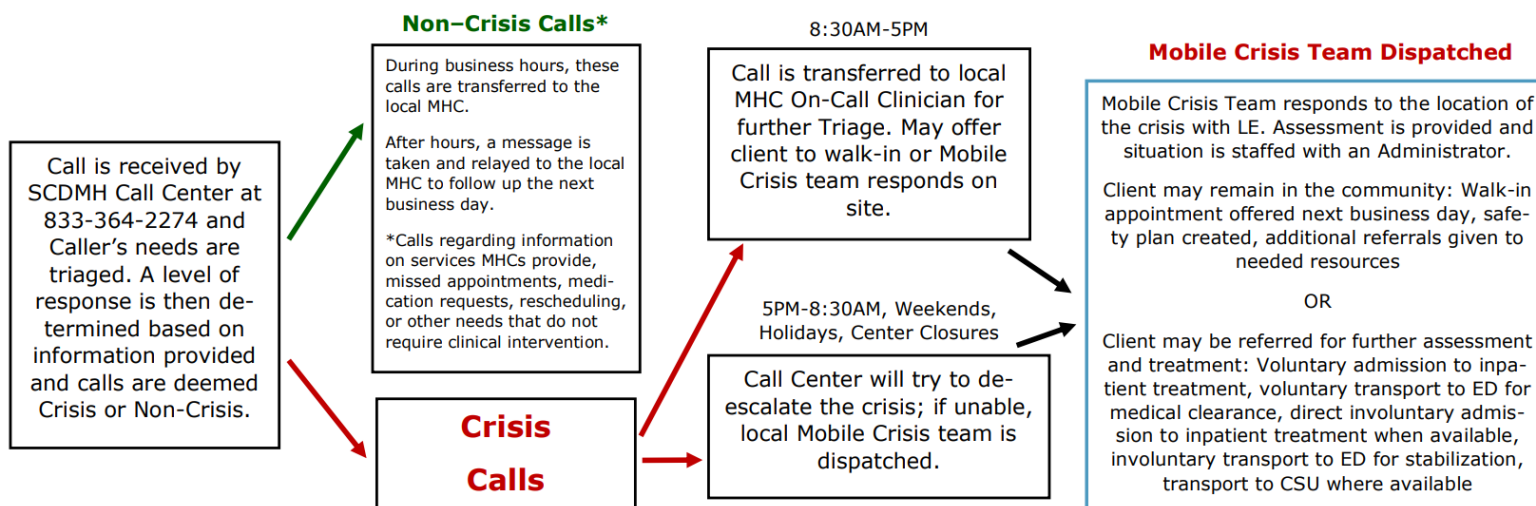 Call is received by
SCDMH Call Center at
833-364-2274 and
Caller's needs are
triaged. A level of
response is then de-
termined based on
information provided
and calls are deemed
Crisis or Non-Crisis.
Non–Crisis Calls*
During business hours, these
calls are transferred to the
local MHC.
After hours, a message is
taken and relayed to the local
MHC to follow up the next
business day.
*Calls regarding information
on services MHCs provide,
missed appointments, medi-
cation requests, rescheduling,
or other needs that do not
require clinical intervention.
Crisis
Calls
8:30AM-5PM
Call is transferred to local
MHC On-Call Clinician for
further Triage. May offer
client to walk-in or Mobile
Crisis team responds on
site.
5PM-8:30AM, Weekends,
Holidays, Center Closures
Call Center will try to de-
escalate the crisis; if unable,
local Mobile Crisis team is
dispatched.
Mobile Crisis Team Dispatched
Mobile Crisis Team responds to the location of
the crisis with LE. Assessment is provided and
situation is staffed with an Administrator.
Client may remain in the community: Walk-in
appointment offered next business day, safe-
ty plan created, additional referrals given to
needed resources
OR
Client may be referred for further assessment
and treatment: Voluntary admission to inpa-
tient treatment, voluntary transport to ED for
medical clearance, direct involuntary admis-
sion to inpatient treatment when available,
involuntary transport to ED for stabilization,
transport to CSU where available